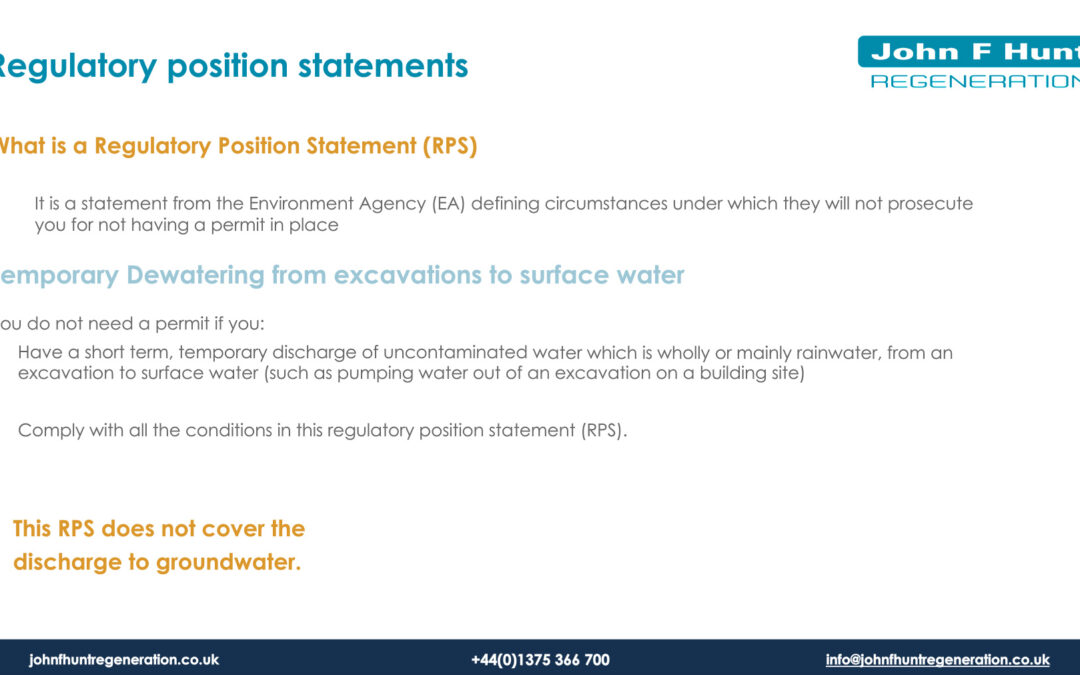 Regulatory position statements
John F Hunt
REGENERATION
What is a Regulatory Position Statement (RPS)
It is a statement from the Environment Agency (EA) defining circumstances under which they will not prosecute
you for not having a permit in place
emporary Dewatering from excavations to surface water
ou do not need a permit if you:
Have a short term, temporary discharge of uncontaminated water which is wholly or mainly rainwater, from an
excavation to surface water (such as pumping water out of an excavation on a building site)
Comply with all the conditions in this regulatory position statement (RPS).
This RPS does not cover the
discharge to groundwater.
johnfhuntregeneration.co.uk
+44(0)1375 366 700
info@johnfhuntregeneration.co.uk